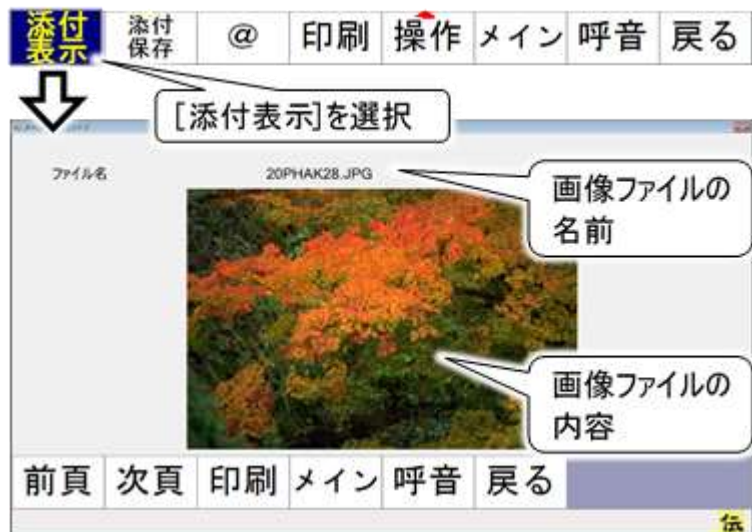 添付
表示
添付
保存
@
印刷
操作
メイン
呼音
戻る
[添付表示]を選択
ファイル名
20PHAK28.JPG
画像ファイルの
名前
画像ファイルの
内容
前頁
次頁
印刷
メイン
呼音
戻る
伝